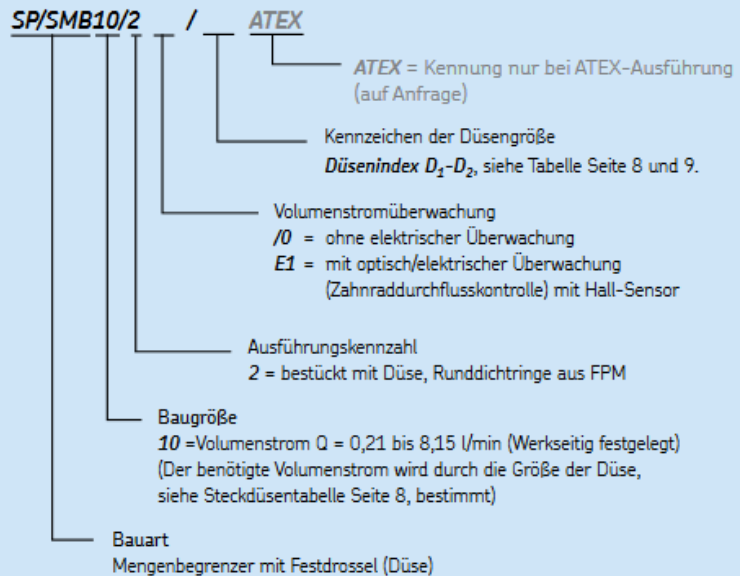 SP/SMB10/2 _ / _ ATEX
ATEX = Kennung nur bei ATEX-Ausführung
(auf Anfrage)
Kennzeichen der Düsengröße
Düsenindex D1-D2, siehe Tabelle Seite 8 und 9.
Volumenstromüberwachung
/0 = ohne elektrischer Überwachung
E1 = mit optisch/elektrischer Überwachung
(Zahnraddurchflusskontrolle) mit Hall-Sensor
Ausführungskennzahl
2 = bestückt mit Düse, Runddichtringe aus FPM
Baugröße
10 =Volumenstrom Q = 0,21 bis 8,15 l/min (Werkseitig festgelegt)
(Der benötigte Volumenstrom wird durch die Größe der Düse,
siehe Steckdüsentabelle Seite 8, bestimmt)
Bauart
Mengenbegrenzer mit Festdrossel (Düse)